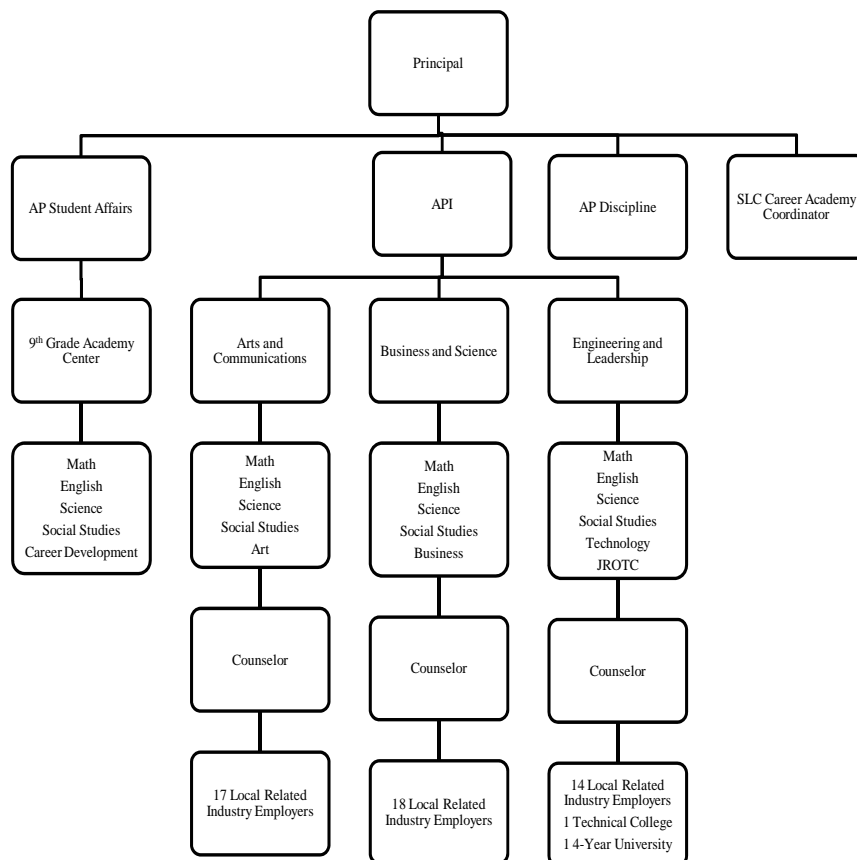 Principal
AP Student Affairs
API
AP Discipline
SLC Career Academy
Coordinator
9th Grade Academy
Center
Arts and
Communications
Business and Science
Engineering and
Leadership
Math
English
Science
Social Studies
Career Development
Math
English
Science
Social Studies
Art
Math
English
Science
Social Studies
Business
Math
English
Science
Social Studies
Technology
JROTC
Counselor
Counselor
Counselor
17 Local Related
Industry Employers
18 Local Related
Industry Employers
14 Local Related
Industry Employers
1 Technical College
1 4-Year University